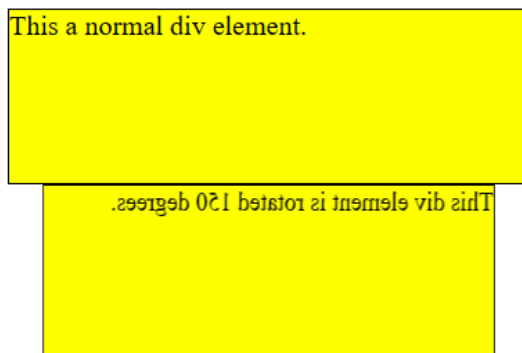 This a normal div element.
This div element is rotated 150 degrees.